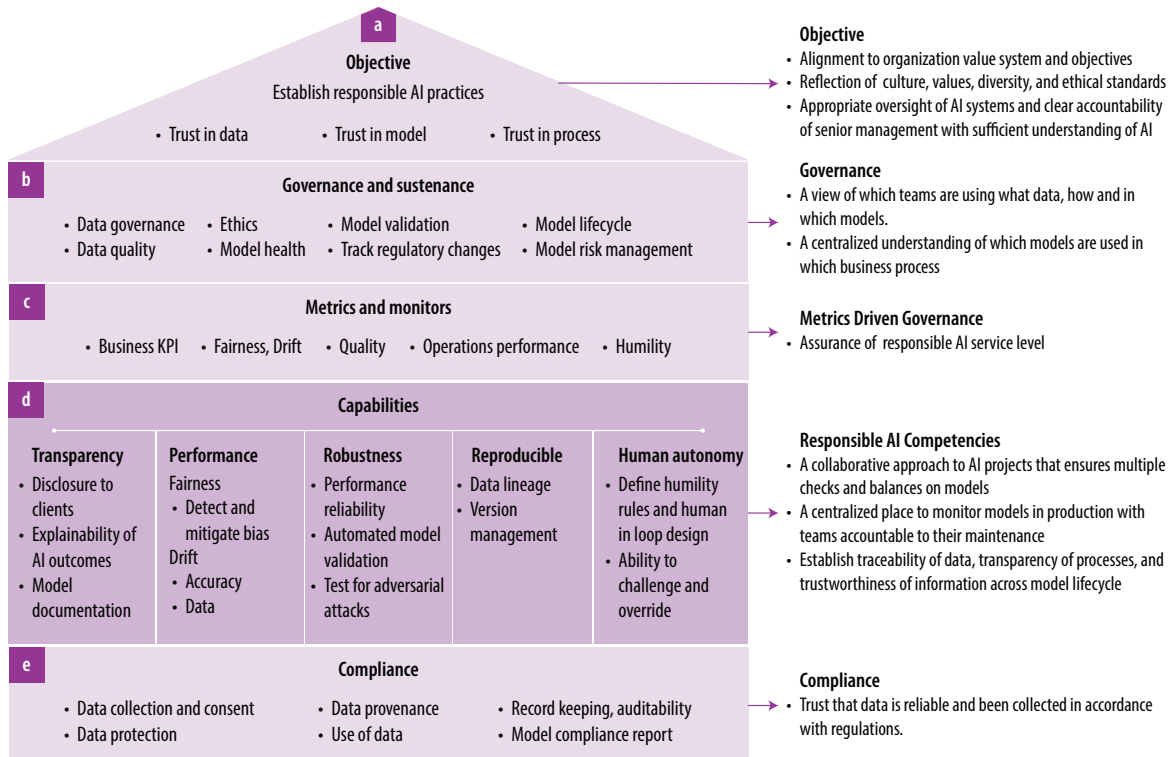 a
Objective
Establish responsible AI practices
• Trust in data • Trust in model • Trust in process
Objective
• Alignment to organization value system and objectives
• Reflection of culture, values, diversity, and ethical standards
• Appropriate oversight of AI systems and clear accountability
of senior management with sufficient understanding of AI
b
Governance and sustenance
• Data governance • Ethics • Model validation • Model lifecycle
• Data quality • Model health • Track regulatory changes • Model risk management
Governance
• A view of which teams are using what data, how and in
which models.
• A centralized understanding of which models are used in
which business process
c
Metrics and monitors
• Business KPI • Fairness, Drift • Quality • Operations performance • Humility
Metrics Driven Governance
• Assurance of responsible AI service level
d
Capabilities
Transparency
• Disclosure to
clients
• Explainability of
AI outcomes
• Model
documentation
Performance
Fairness
• Detect and
mitigate bias
Drift
• Accuracy
• Data
Robustness
• Performance
reliability
• Automated model
validation
• Test for adversarial
attacks
Reproducible
• Data lineage
• Version
management
Human autonomy
• Define humility
rules and human
in loop design
• Ability to
challenge and
override
Responsible AI Competencies
• A collaborative approach to AI projects that ensures multiple
checks and balances on models
• A centralized place to monitor models in production with
teams accountable to their maintenance
• Establish traceability of data, transparency of processes, and
trustworthiness of information across model lifecycle
e
Compliance
• Data collection and consent • Data provenance • Record keeping, auditability
• Data protection • Use of data • Model compliance report
Compliance
• Trust that data is reliable and been collected in accordance
with regulations.